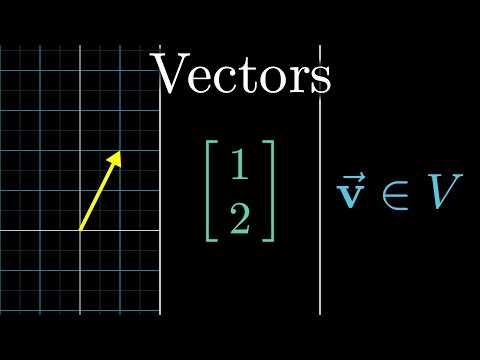 Vectors
[1
2]
v⃗ ∈ V